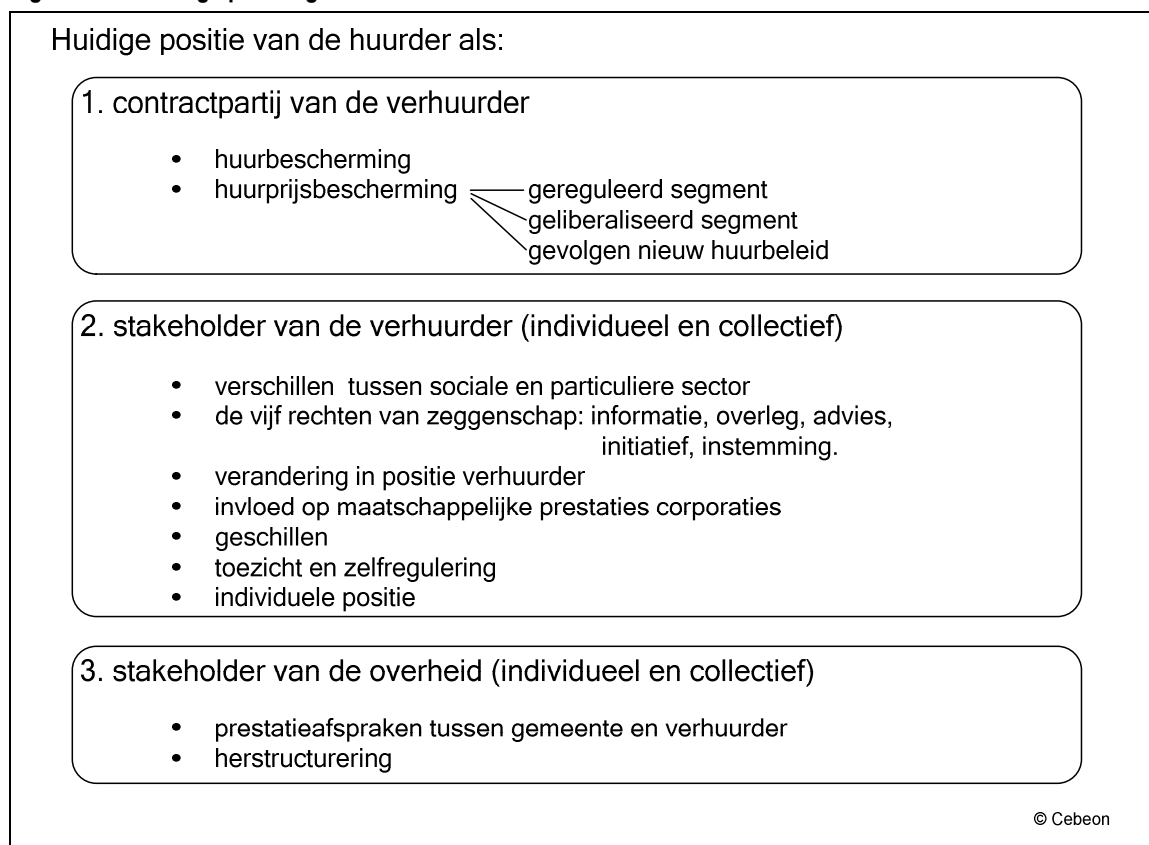 Huidige positie van de huurder als:
1. contractpartij van de verhuurder
• huurbescherming
• huurprijsbescherming
gereguleerd segment
geliberaliseerd segment
gevolgen nieuw huurbeleid
2. stakeholder van de verhuurder (individueel en collectief)
• verschillen tussen sociale en particuliere sector
• de vijf rechten van zeggenschap: informatie, overleg, advies,
initiatief, instemming.
• verandering in positie verhuurder
• invloed op maatschappelijke prestaties corporaties
• geschillen
• toezicht en zelfregulering
• individuele positie
3. stakeholder van de overheid (individueel en collectief)
• prestatieafspraken tussen gemeente en verhuurder
• herstructurering
© Cebeon